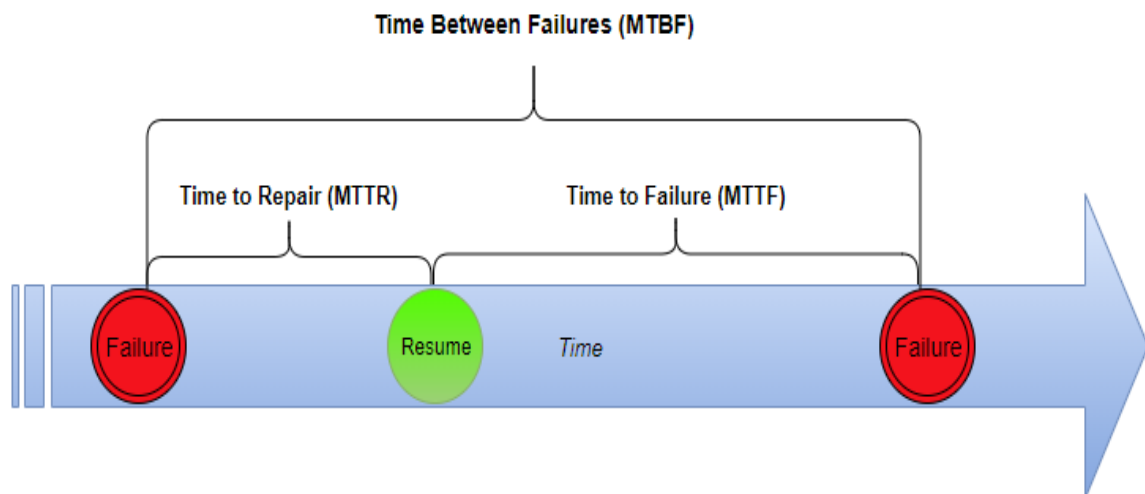 Time Between Failures (MTBF)
Time to Repair (MTTR)
Time to Failure (MTTF)
Failure
Resume
Time
Failure